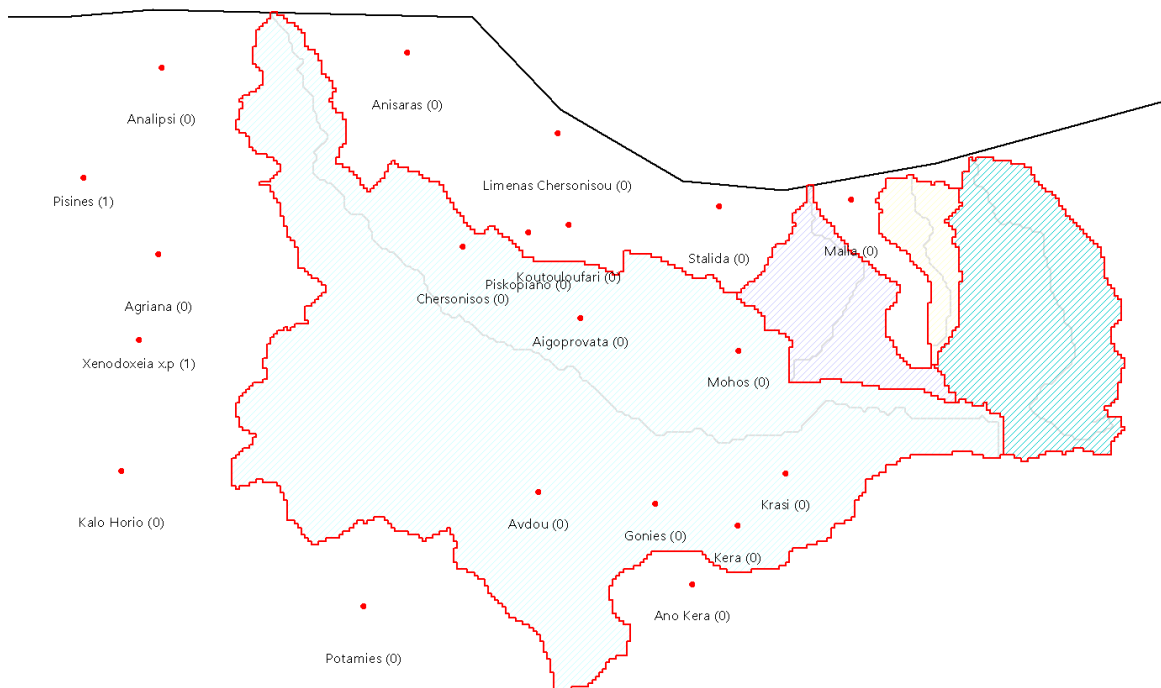 Anisaras (0)
Analipsi (0)
Limenas Chersonisou (0)
Pisines (1)
Malia (0)
Stalida (0)
Koutouloufari (0)
Piskopiano (0)
Chersonisos (0)
Agriana (0)
Aigoprovata (0)
Xenodoxeia x.p (1)
Mohos (0)
Krasi (0)
Kalo Horio (0)
Avdou (0)
Gonies (0)
Kera (0)
Ano Kera (0)
Potamies (0)